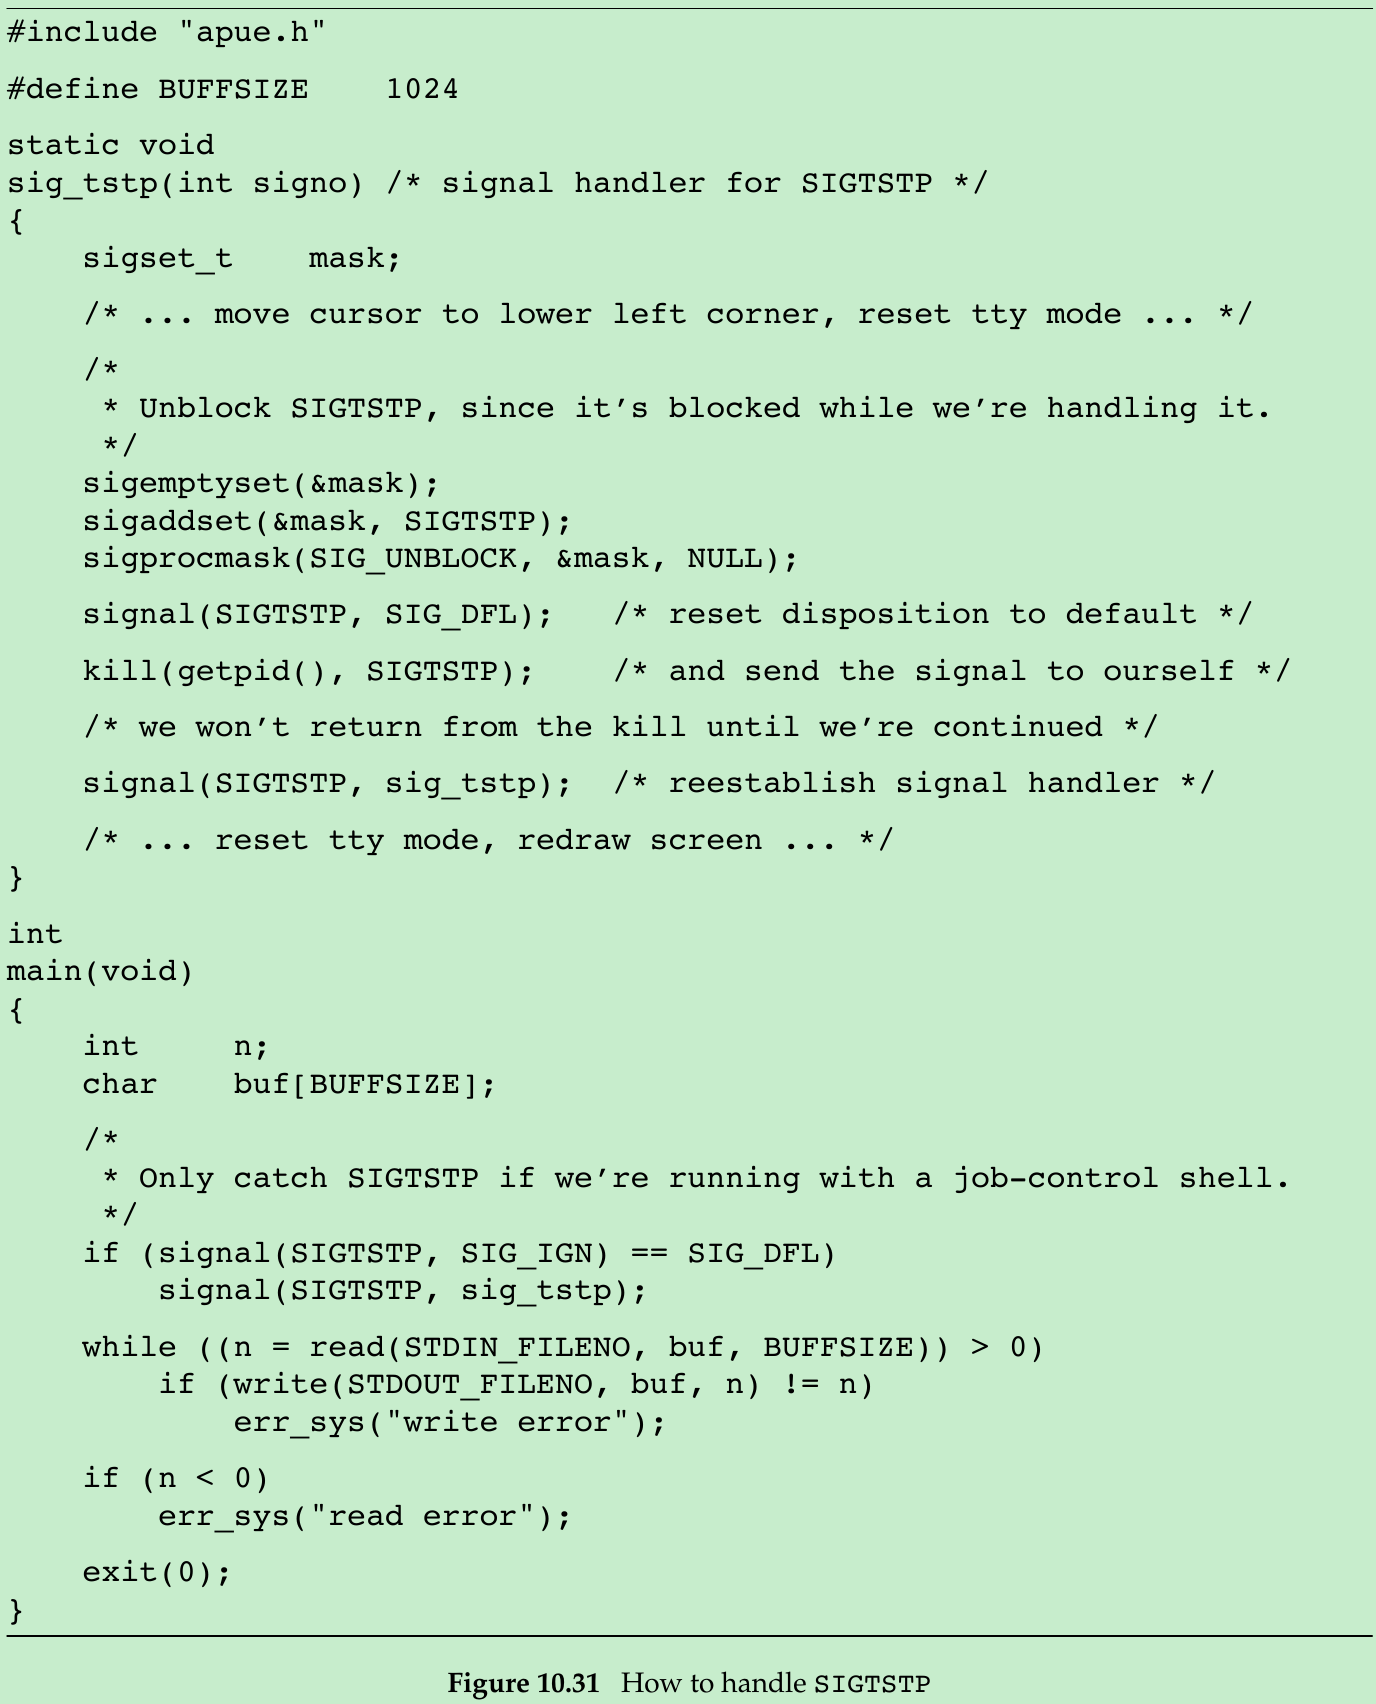 #include "apue.h"
#define BUFFSIZE    1024
static void
sig_tstp(int signo) /* signal handler for SIGTSTP */
{
    sigset_t    mask;
    /* ... move cursor to lower left corner, reset tty mode ... */
    /*
     * Unblock SIGTSTP, since it’s blocked while we’re handling it.
     */
    sigemptyset(&mask);
    sigaddset(&mask, SIGTSTP);
    sigprocmask(SIG_UNBLOCK, &mask, NULL);
    signal(SIGTSTP, SIG_DFL);   /* reset disposition to default */
    kill(getpid(), SIGTSTP);    /* and send the signal to ourself */
    /* we won’t return from the kill until we’re continued */
    signal(SIGTSTP, sig_tstp);  /* reestablish signal handler */
    /* ... reset tty mode, redraw screen ... */
}
int
main(void)
{
    int     n;
    char    buf[BUFFSIZE];
    /*
     * Only catch SIGTSTP if we’re running with a job-control shell.
     */
    if (signal(SIGTSTP, SIG_IGN) == SIG_DFL)
        signal(SIGTSTP, sig_tstp);
    while ((n = read(STDIN_FILENO, buf, BUFFSIZE)) > 0)
        if (write(STDOUT_FILENO, buf, n) != n)
            err_sys("write error");
    if (n < 0)
        err_sys("read error");
    exit(0);
}
Figure 10.31 How to handle SIGTSTP